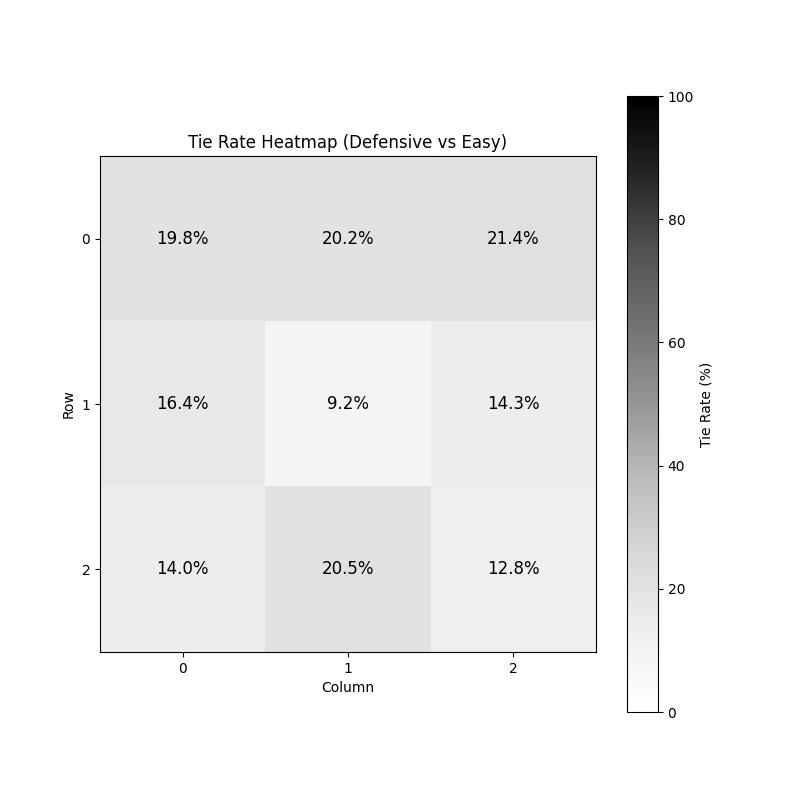 Tie Rate Heatmap (Defensive vs Easy)
0
19.8% 20.2% 21.4%
1
16.4% 9.2% 14.3%
2
14.0% 20.5% 12.8%
0 1 2
Row
Column
100
80
60
40
20
0
Tie Rate (%)